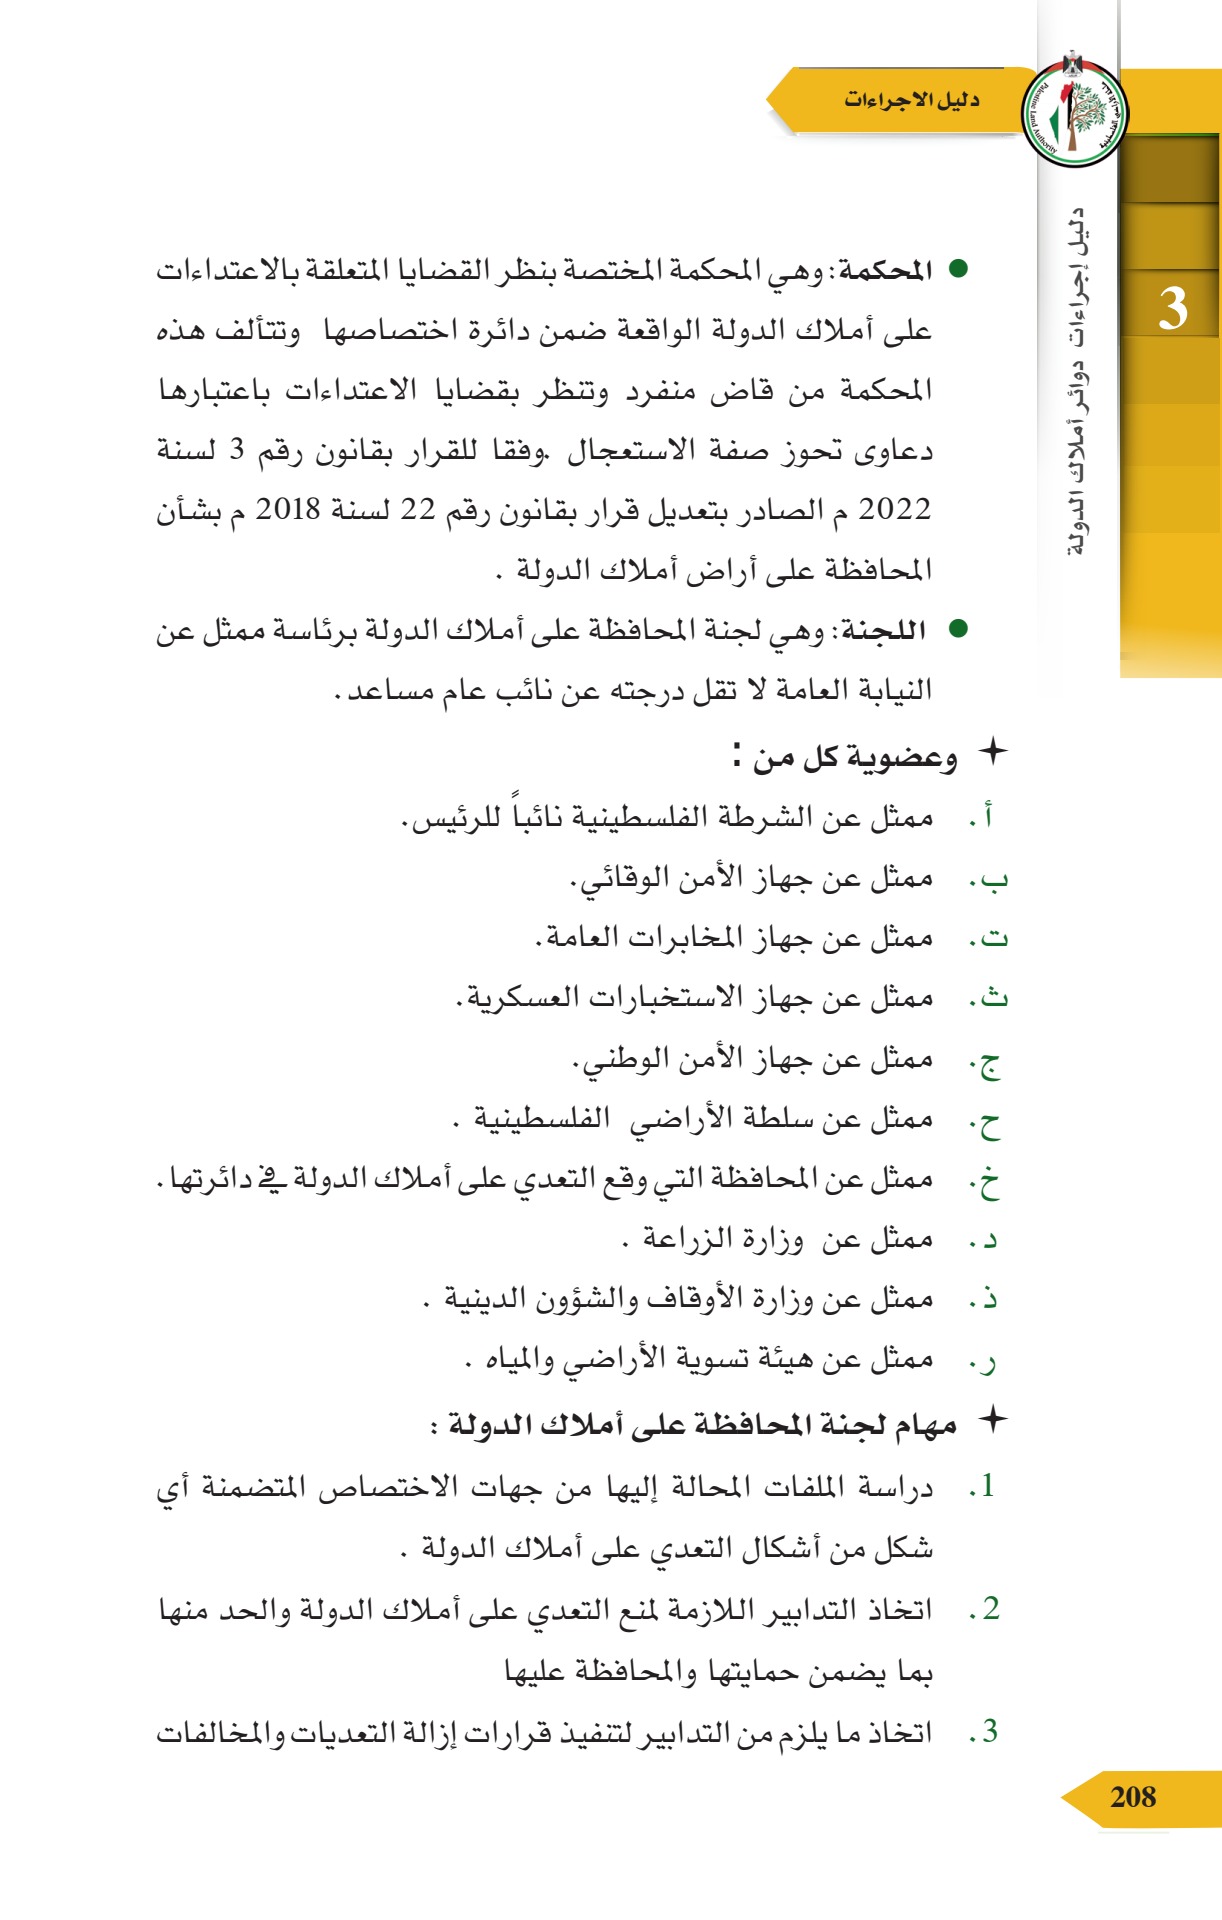 دليل الاجراءات
Palestine Land Authority
دليل إجراءات دوائر أملاك الدولة
3
● المحكمة: وهي المحكمة المختصة بنظر القضايا المتعلقة بالاعتداءات
على أملاك الدولة الواقعة ضمن دائرة اختصاصها وتتألف هذه
المحكمة من قاض منفرد وتنظر بقضايا الاعتداءات باعتبارها
دعاوى تحوز صفة الاستعجال .وفقا للقرار بقانون رقم 3 لسنة
2022 م الصادر بتعديل قرار بقانون رقم 22 لسنة 2018 م بشأن
المحافظة على أراض أملاك الدولة .
● اللجنة: وهي لجنة المحافظة على أملاك الدولة برئاسة ممثل عن
النيابة العامة لا تقل درجته عن نائب عام مساعد.
وعضوية كل من :
أ. ممثل عن الشرطة الفلسطينية نائباً للرئيس.
ب. ممثل عن جهاز الأمن الوقائي.
ت. ممثل عن جهاز المخابرات العامة.
ث. ممثل عن جهاز الاستخبارات العسكرية.
ج. ممثل عن جهاز الأمن الوطني.
ح. ممثل عن سلطة الأراضي الفلسطينية .
خ. ممثل عن المحافظة التي وقع التعدي على أملاك الدولة في دائرتها.
د. ممثل عن وزارة الزراعة .
ذ. ممثل عن وزارة الأوقاف والشؤون الدينية .
ر. ممثل عن هيئة تسوية الأراضي والمياه .
مهام لجنة المحافظة على أملاك الدولة :
1. دراسة الملفات المحالة إليها من جهات الاختصاص المتضمنة أي
شكل من أشكال التعدي على أملاك الدولة .
2. اتخاذ التدابير اللازمة لمنع التعدي على أملاك الدولة والحد منها
بما يضمن حمايتها والمحافظة عليها
3. اتخاذ ما يلزم من التدابير لتنفيذ قرارات إزالة التعديات والمخالفات
208